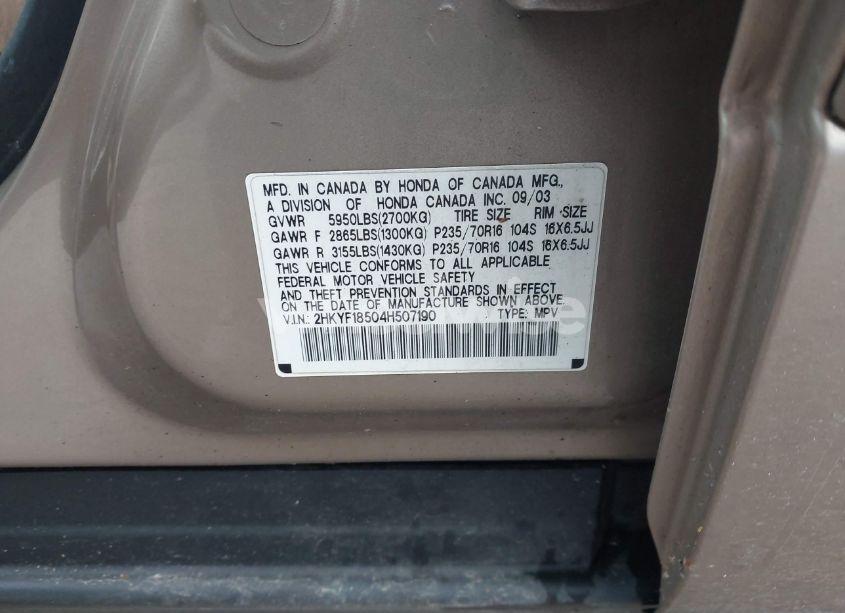 MFD. IN CANADA BY HONDA OF CANADA MFG.,
A DIVISION OF HONDA CANADA INC. 09/03
GVWR 5950LBS(2700KG) TIRE SIZE RIM SIZE
GAWR F 2865LBS(1300KG) P235/70R16 104S 16X6.5JJ
GAWR R 3155LBS(1430KG) P235/70R16 104S 16X6.5JJ
THIS VEHICLE CONFORMS TO ALL APPLICABLE
FEDERAL MOTOR VEHICLE SAFETY
AND THEFT PREVENTION STANDARDS IN EFFECT
ON THE DATE OF MANUFACTURE SHOWN ABOVE.
V.I.N.: 2HKYF18504H507190 TYPE: MPV